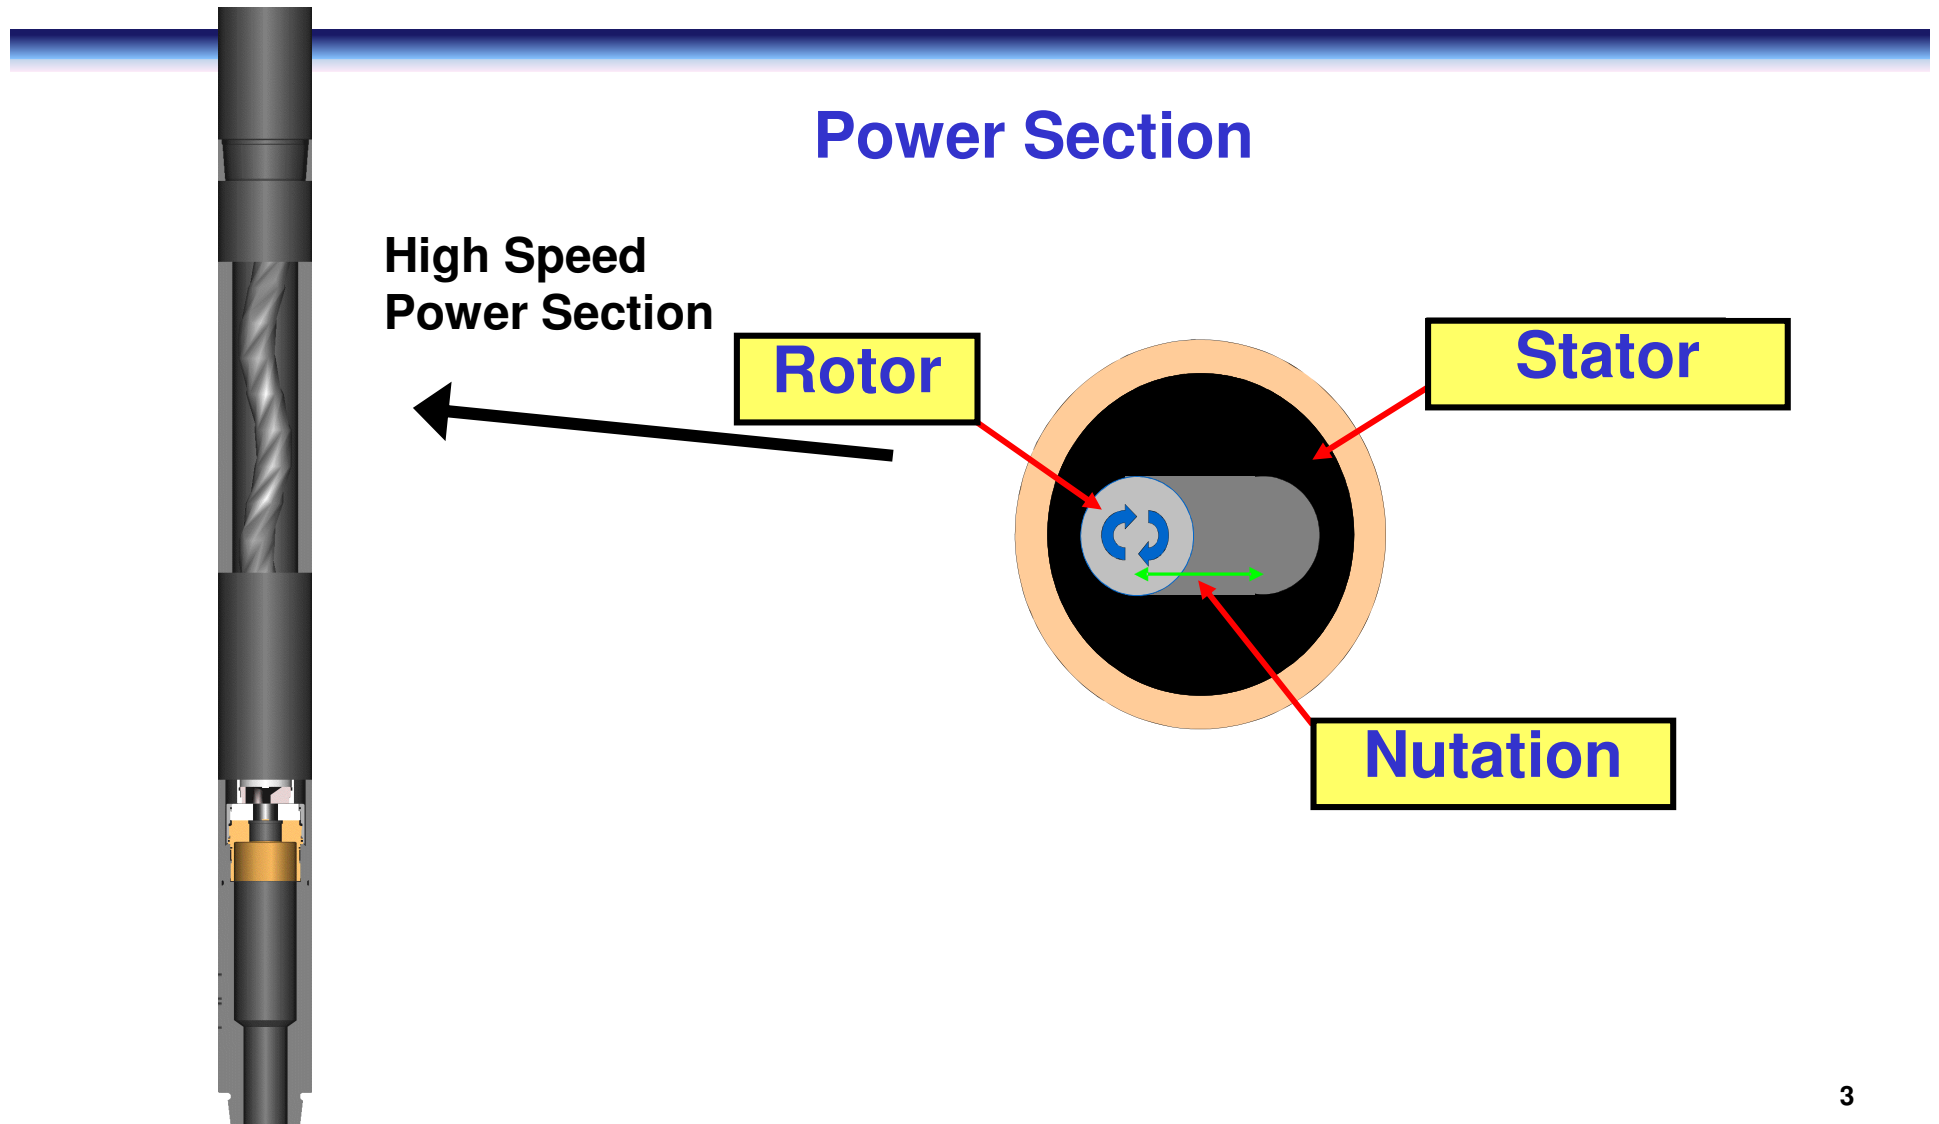 Power Section
High Speed
Power Section
Rotor
Stator
Nutation
3